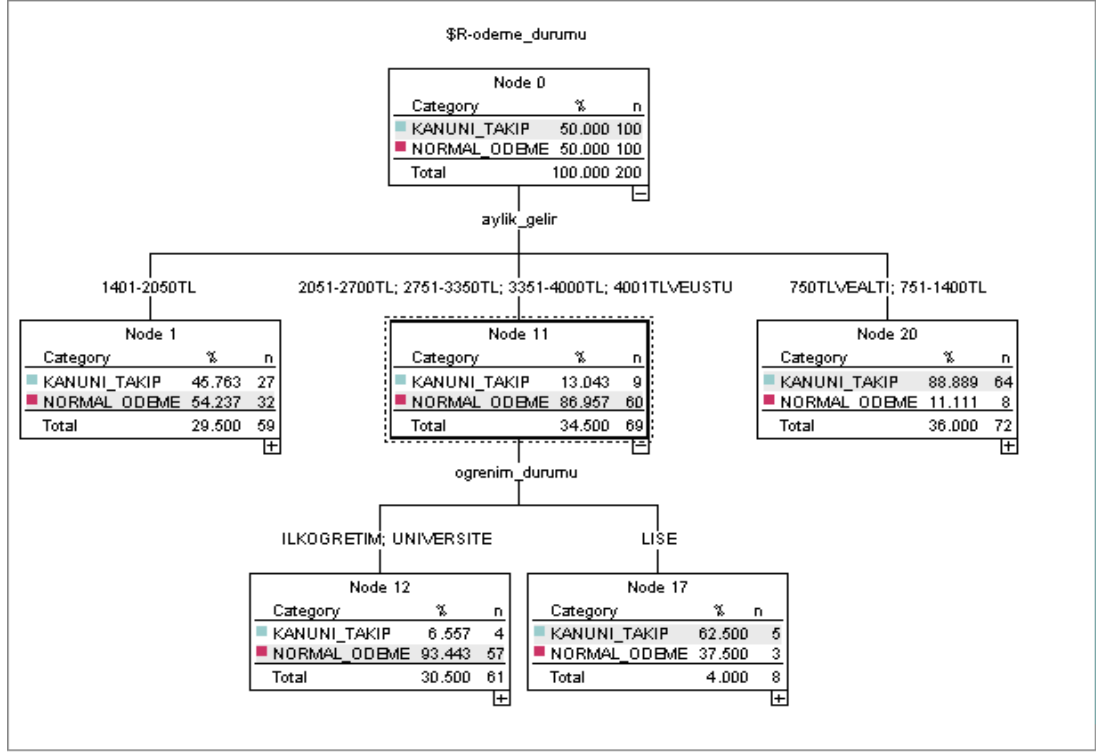 $R-odeme_durumu
Node 0
Category % n
KANUNI_TAKIP 50.000 100
NORMAL_ODEME 50.000 100
Total 100.000 200
aylik_gelir
1401-2050TL
2051-2700TL; 2751-3350TL; 3351-4000TL; 4001TLVEUSTU
750TLVEALTI; 751-1400TL
Node 1
Category % n
KANUNI_TAKIP 45.763 27
NORMAL_ODEME 54.237 32
Total 29.500 59
Node 11
Category % n
KANUNI_TAKIP 13.043 9
NORMAL_ODEME 86.957 60
Total 34.500 69
Node 20
Category % n
KANUNI_TAKIP 88.889 64
NORMAL_ODEME 11.111 8
Total 36.000 72
ogrenim_durumu
ILKOGRETIM; UNIVERSITE
LISE
Node 12
Category % n
KANUNI_TAKIP 6.557 4
NORMAL_ODEME 93.443 57
Total 30.500 61
Node 17
Category % n
KANUNI_TAKIP 62.500 5
NORMAL_ODEME 37.500 3
Total 4.000 8